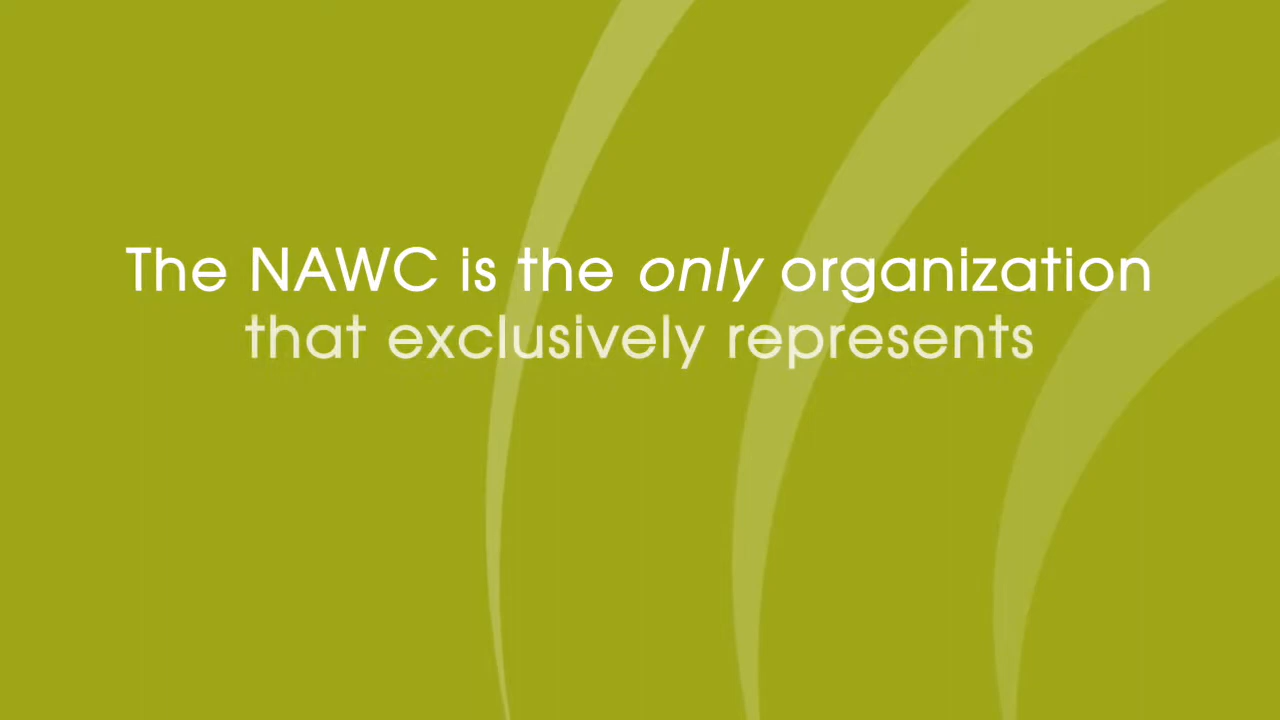 The NAWC is the only organization
that exclusively represents